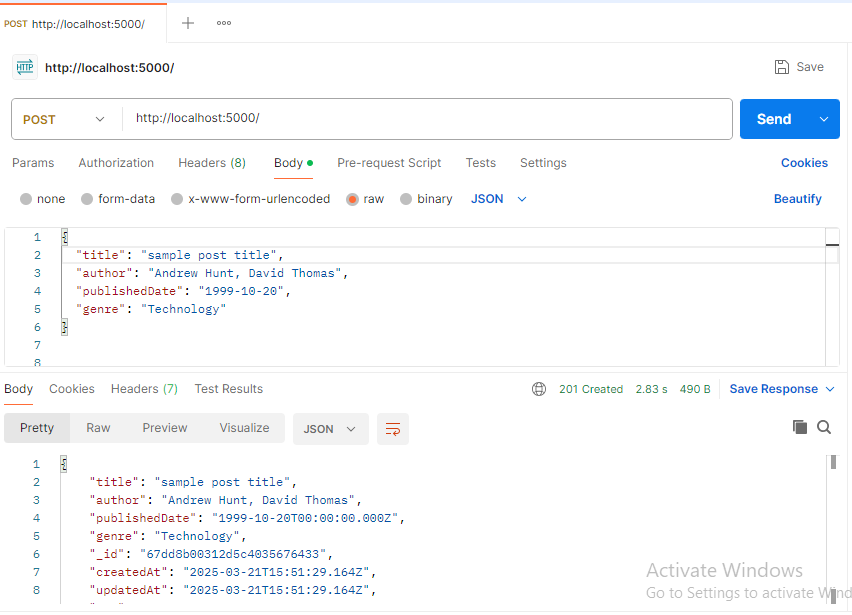 POST http://localhost:5000/
HTTP http://localhost:5000/ Save
POST http://localhost:5000/ Send
Params Authorization Headers (8) Body Pre-request Script Tests Settings Cookies
none form-data x-www-form-urlencoded raw binary JSON Beautify
1 {
2 "title": "sample post title",
3 "author": "Andrew Hunt, David Thomas",
4 "publishedDate": "1999-10-20",
5 "genre": "Technology"
6 }
7
8
Body Cookies Headers (7) Test Results 201 Created 2.83 s 490 B Save Response
Pretty Raw Preview Visualize JSON
1 {
2 "title": "sample post title",
3 "author": "Andrew Hunt, David Thomas",
4 "publishedDate": "1999-10-20T00:00:00.000Z",
5 "genre": "Technology",
6 "_id": "67dd8b00312d5c4035676433",
7 "createdAt": "2025-03-21T15:51:29.164Z",
8 "updatedAt": "2025-03-21T15:51:29.164Z",
Activate Windows
Go to Settings to activate Wind